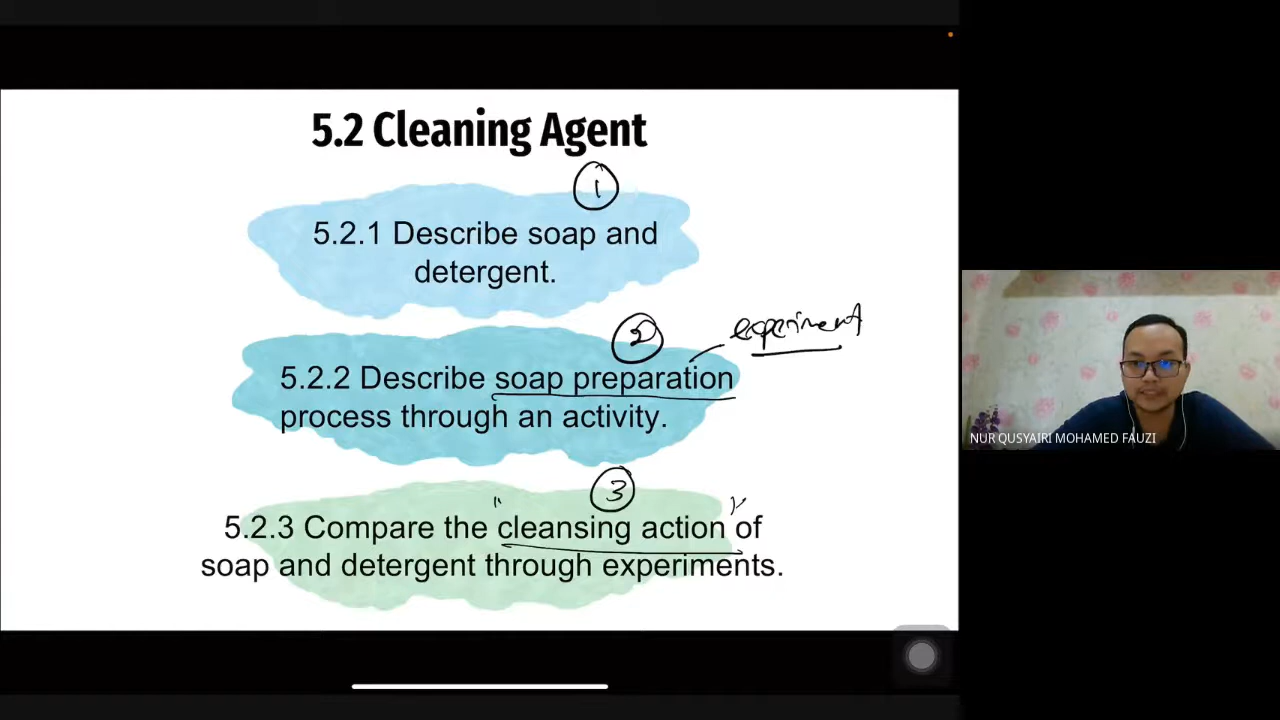 5.2 Cleaning Agent
1
5.2.1 Describe soap and
detergent.
2
experiment
5.2.2 Describe soap preparation
process through an activity.
3
5.2.3 Compare the "cleansing action" of
soap and detergent through experiments.
NUR QUSYAIRI MOHAMED FAUZI